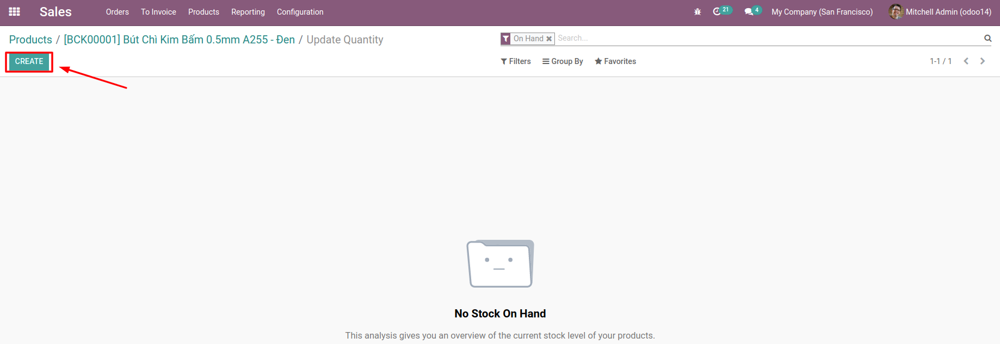 Sales Orders To Invoice Products Reporting Configuration 21 4 My Company (San Francisco) Mitchell Admin (odoo14)
Products / [BCK00001] Bút Chì Kim Bấm 0.5mm A255 - Đen / Update Quantity On Hand Search...
CREATE Filters Group By Favorites 1-1 / 1
No Stock On Hand
This analysis gives you an overview of the current stock level of your products.